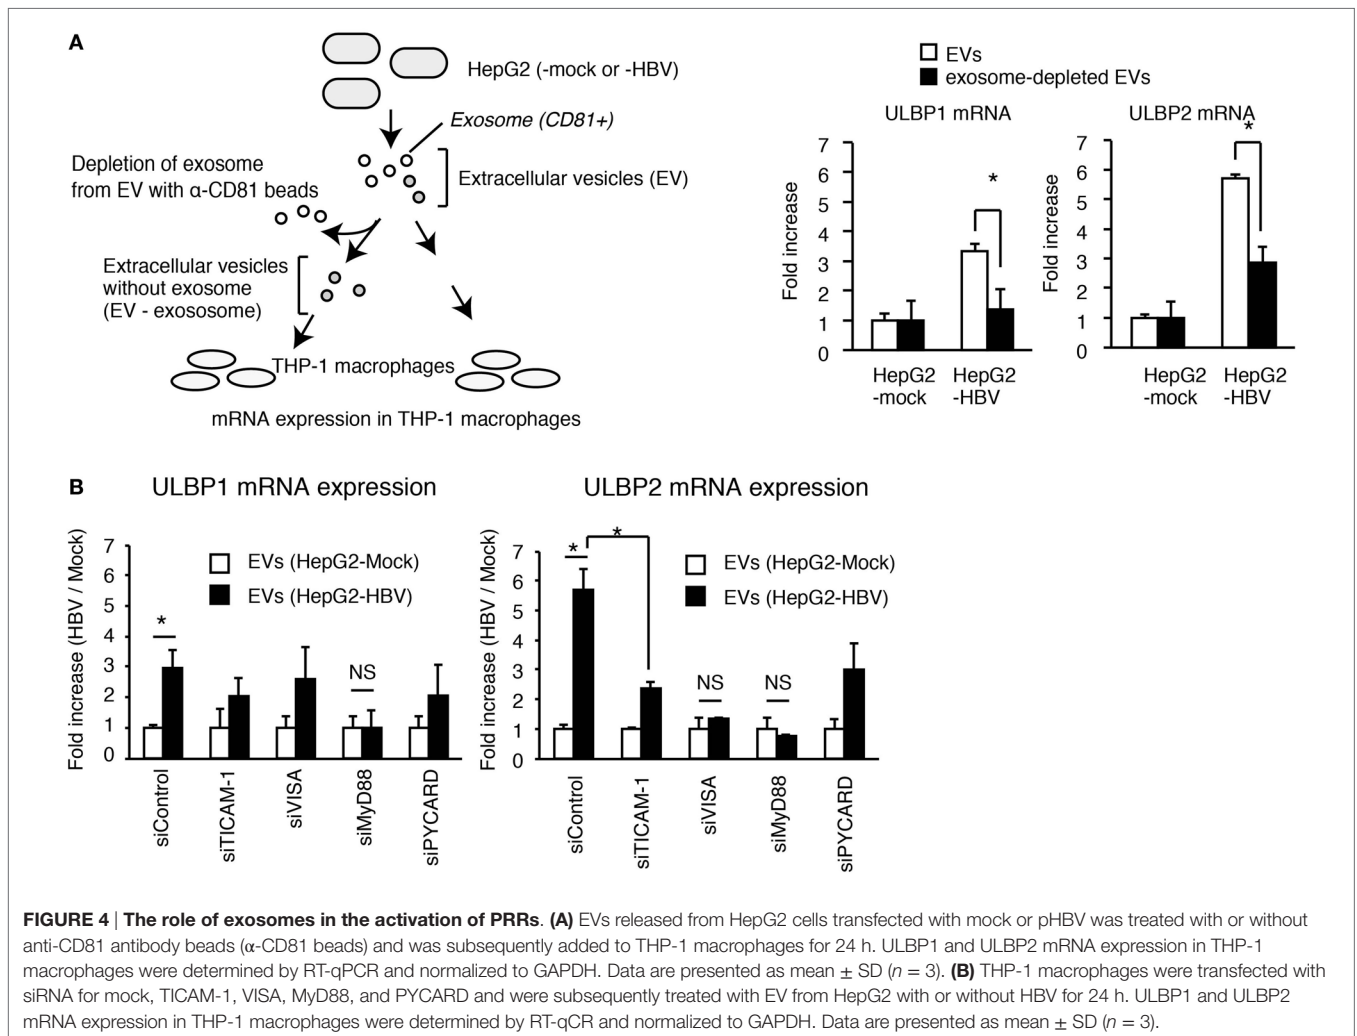 A
HepG2 (-mock or -HBV)
Exosome (CD81+)
Depletion of exosome
from EV with α-CD81 beads
Extracellular vesicles (EV)
Extracellular vesicles
without exosome
(EV - exososome)
THP-1 macrophages
mRNA expression in THP-1 macrophages
EVs
exosome-depleted EVs
ULBP1 mRNA
Fold increase
7
6
5
4
3
2
1
0
*
HepG2
-mock
HepG2
-HBV
ULBP2 mRNA
Fold increase
7
6
5
4
3
2
1
0
*
HepG2
-mock
HepG2
-HBV
B
ULBP1 mRNA expression
Fold increase (HBV / Mock)
7
6
5
4
3
2
1
0
EVs (HepG2-Mock)
EVs (HepG2-HBV)
*
NS
siControl
siTICAM-1
siVISA
siMyD88
siPYCARD
ULBP2 mRNA expression
Fold increase (HBV / Mock)
7
6
5
4
3
2
1
0
EVs (HepG2-Mock)
EVs (HepG2-HBV)
*
*
NS
NS
siControl
siTICAM-1
siVISA
siMyD88
siPYCARD
FIGURE 4 | The role of exosomes in the activation of PRRs. (A) EVs released from HepG2 cells transfected with mock or pHBV was treated with or without
anti-CD81 antibody beads (α-CD81 beads) and was subsequently added to THP-1 macrophages for 24 h. ULBP1 and ULBP2 mRNA expression in THP-1
macrophages were determined by RT-qPCR and normalized to GAPDH. Data are presented as mean ± SD (n = 3). (B) THP-1 macrophages were transfected with
siRNA for mock, TICAM-1, VISA, MyD88, and PYCARD and were subsequently treated with EV from HepG2 with or without HBV for 24 h. ULBP1 and ULBP2
mRNA expression in THP-1 macrophages were determined by RT-qCR and normalized to GAPDH. Data are presented as mean ± SD (n = 3).